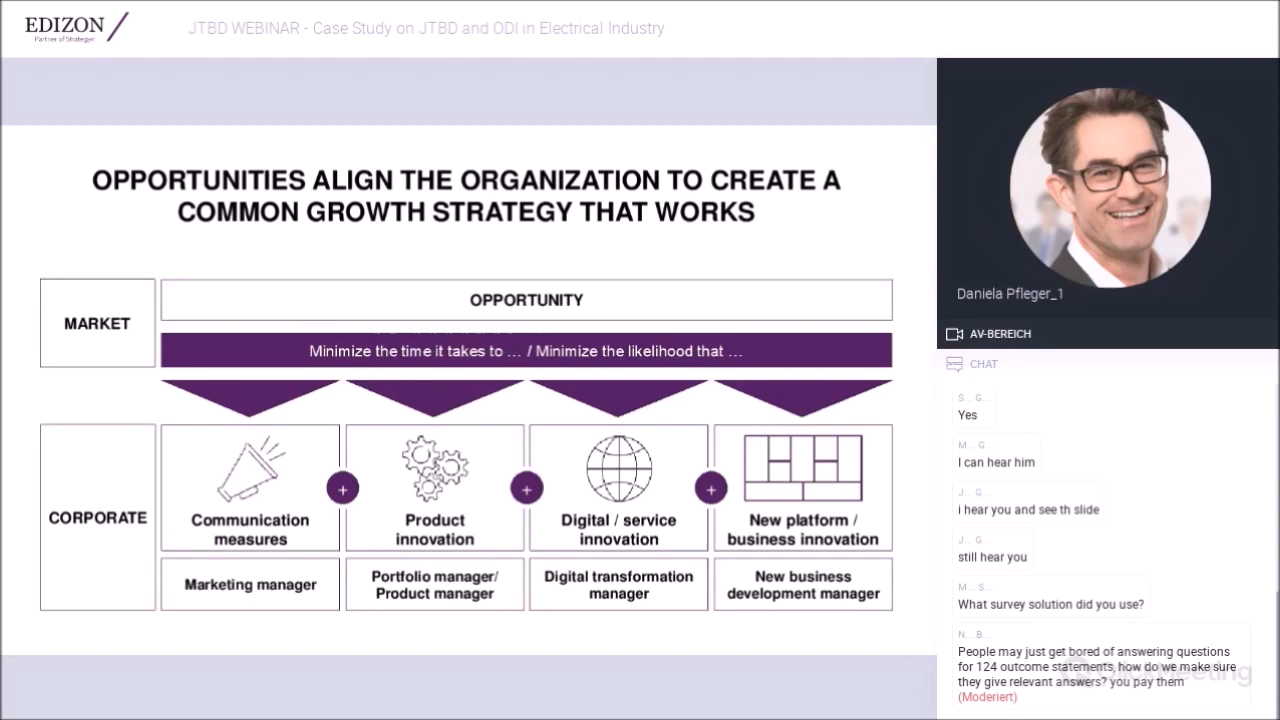 EDIZON
Partner of Strategyn
JTBD WEBINAR - Case Study on JTBD and ODI in Electrical Industry
OPPORTUNITIES ALIGN THE ORGANIZATION TO CREATE A
COMMON GROWTH STRATEGY THAT WORKS
MARKET
OPPORTUNITY
Minimize the time it takes to … / Minimize the likelihood that …
CORPORATE
Communication
measures
Product
innovation
Digital / service
innovation
New platform /
business innovation
Marketing manager
Portfolio manager/
Product manager
Digital transformation
manager
New business
development manager
Daniela Pfleger_1
AV-BEREICH
CHAT
S... G...
Yes
M... G.
I can hear him
J... G...
i hear you and see th slide
J... G...
still hear you
M... S...
What survey solution did you use?
N... B...
People may just get bored of answering questions
for 124 outcome statements, how do we make sure
they give relevant answers? you pay them
(Moderiert)
ClickMeeting